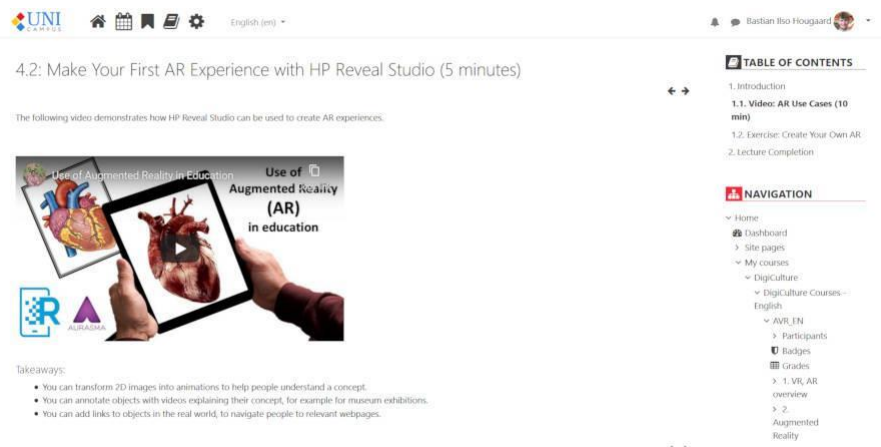 UNI
CAMPUS
English (en)
Bastian Ilso Hougaard
4.2: Make Your First AR Experience with HP Reveal Studio (5 minutes)
The following video demonstrates how HP Reveal Studio can be used to create AR experiences.
Use of Augmented Reality in Education
Use of
Augmented Reality
(AR)
in education
R
AURASMA
Takeaways:
You can transform 2D images into animations to help people understand a concept.
You can annotate objects with videos explaining their concept, for example for museum exhibitions.
You can add links to objects in the real world, to navigate people to relevant webpages.
TABLE OF CONTENTS
1. Introduction
1.1. Video: AR Use Cases (10
min)
1.2. Exercise: Create Your Own AR
2. Lecture Completion
NAVIGATION
Home
Dashboard
Site pages
My courses
DigiCulture
DigiCulture Courses -
English
AVR_EN
Participants
Badges
Grades
1. VR, AR
overview
2.
Augmented
Reality